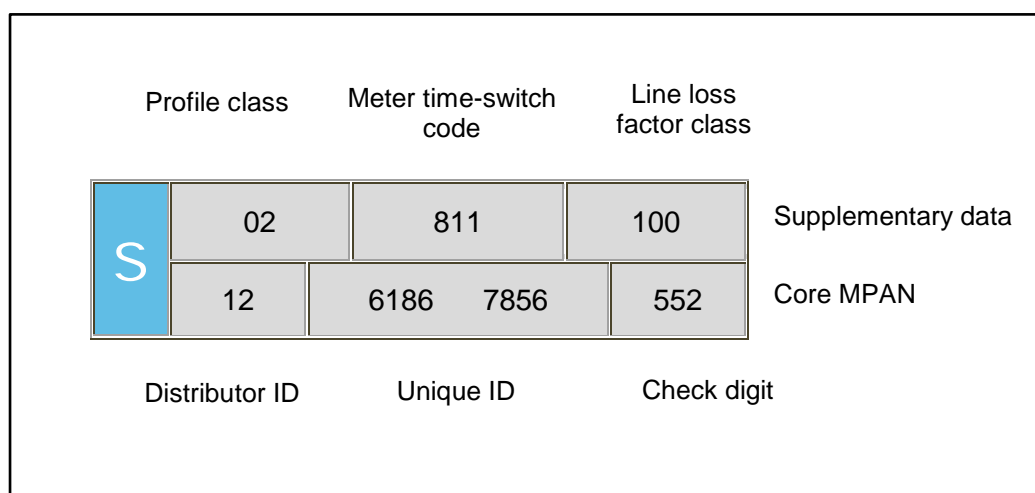 Profile class Meter time-switch code Line loss factor class
S 02 811 100 Supplementary data
12 6186 7856 552 Core MPAN
Distributor ID Unique ID Check digit